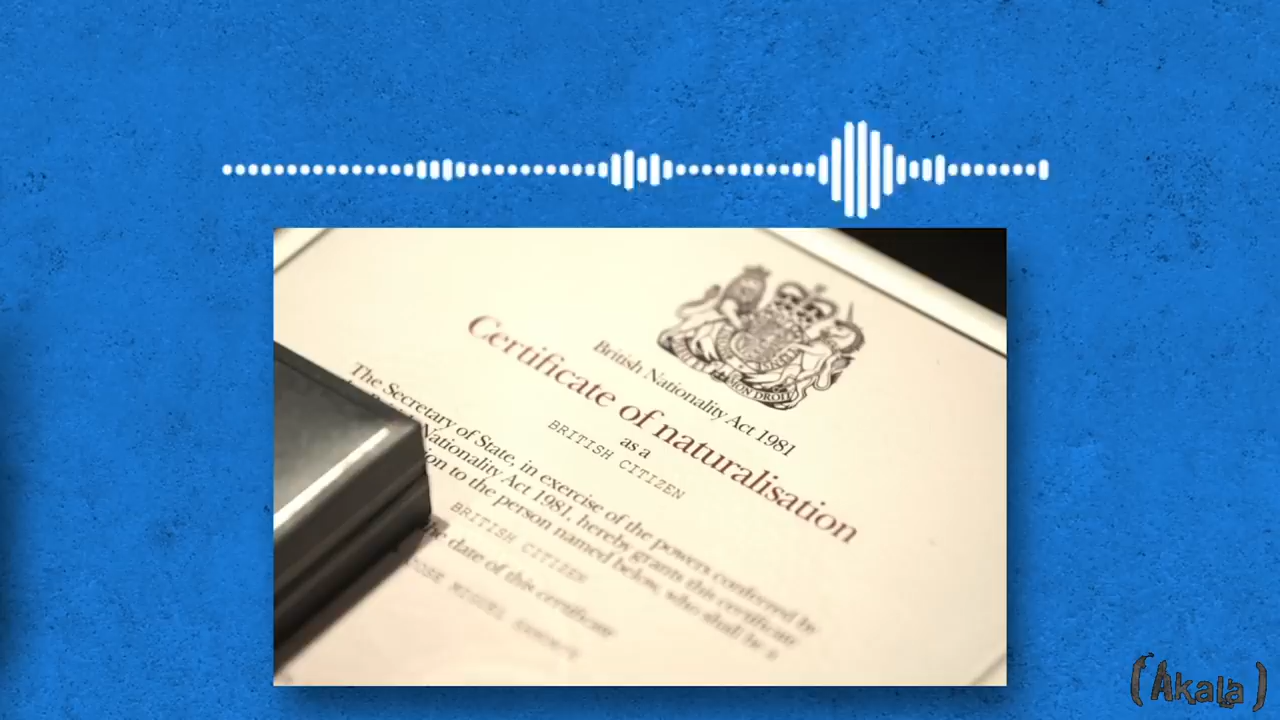 British Nationality Act 1981
Certificate of naturalisation
as a
BRITISH CITIZEN
The Secretary of State, in exercise of the powers conferred by
Nationality Act 1981, hereby grants this certificate
to the person named below, who shall be a
BRITISH CITIZEN
the date of this certificate
MIGUEL
(Akala)